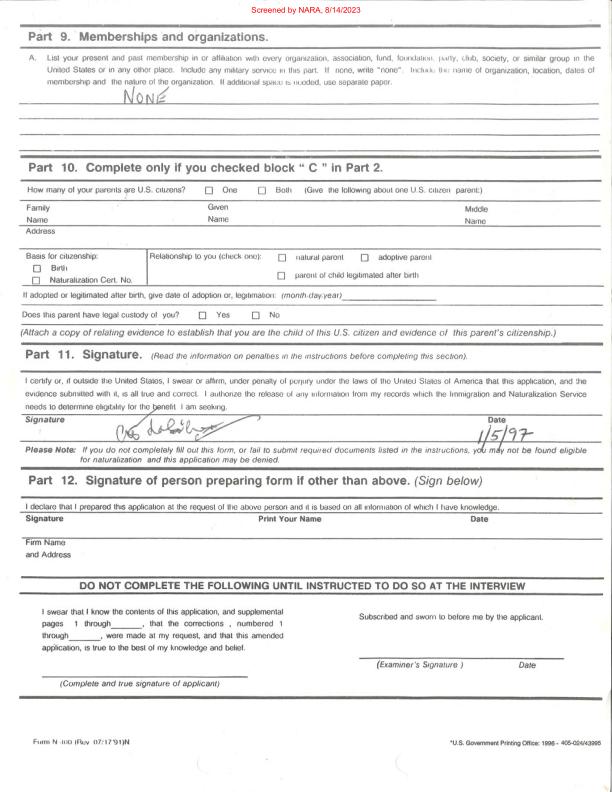 Screened by NARA, 8/14/2023
Part 9. Memberships and organizations.
A. List your present and past membership in or affiliation with every organization, association, fund, foundation, party, club, society, or similar group in the
United States or in any other place. Include any military service in this part. If none, write "none". Include the name of organization, location, dates of
membership and the nature of the organization. If additional space is needed, use separate paper.
NONE
Part 10. Complete only if you checked block " C " in Part 2.
How many of your parents are U.S. citizens? ☐ One ☐ Both (Give the following about one U.S. citizen parent:)
Family Given Middle
Name Name Name
Address
Basis for citizenship: Relationship to you (check one): ☐ natural parent ☐ adoptive parent
☐ Birth
☐ parent of child legitimated after birth
☐ Naturalization Cert. No.
If adopted or legitimated after birth, give date of adoption or, legitimation: (month-day-year)
Does this parent have legal custody of you? ☐ Yes ☐ No
(Attach a copy of relating evidence to establish that you are the child of this U.S. citizen and evidence of this parent's citizenship.)
Part 11. Signature. (Read the information on penalties in the instructions before completing this section).
I certify or, if outside the United States, I swear or affirm, under penalty of perjury under the laws of the United States of America that this application, and the
evidence submitted with it, is all true and correct. I authorize the release of any information from my records which the Immigration and Naturalization Service
needs to determine eligibility for the benefit I am seeking.
Signature Date
1/5/97
Please Note: If you do not completely fill out this form, or fail to submit required documents listed in the instructions, you may not be found eligible
for naturalization and this application may be denied.
Part 12. Signature of person preparing form if other than above. (Sign below)
I declare that I prepared this application at the request of the above person and it is based on all information of which I have knowledge.
Signature Print Your Name Date
Firm Name
and Address
DO NOT COMPLETE THE FOLLOWING UNTIL INSTRUCTED TO DO SO AT THE INTERVIEW
I swear that I know the contents of this application, and supplemental
pages 1 through______, that the corrections , numbered 1
through______, were made at my request, and that this amended
application, is true to the best of my knowledge and belief.
(Complete and true signature of applicant)
Subscribed and sworn to before me by the applicant.
(Examiner's Signature ) Date
Form N-400 (Rev 07/17/91)N
*U.S. Government Printing Office: 1996 - 405-024/43995